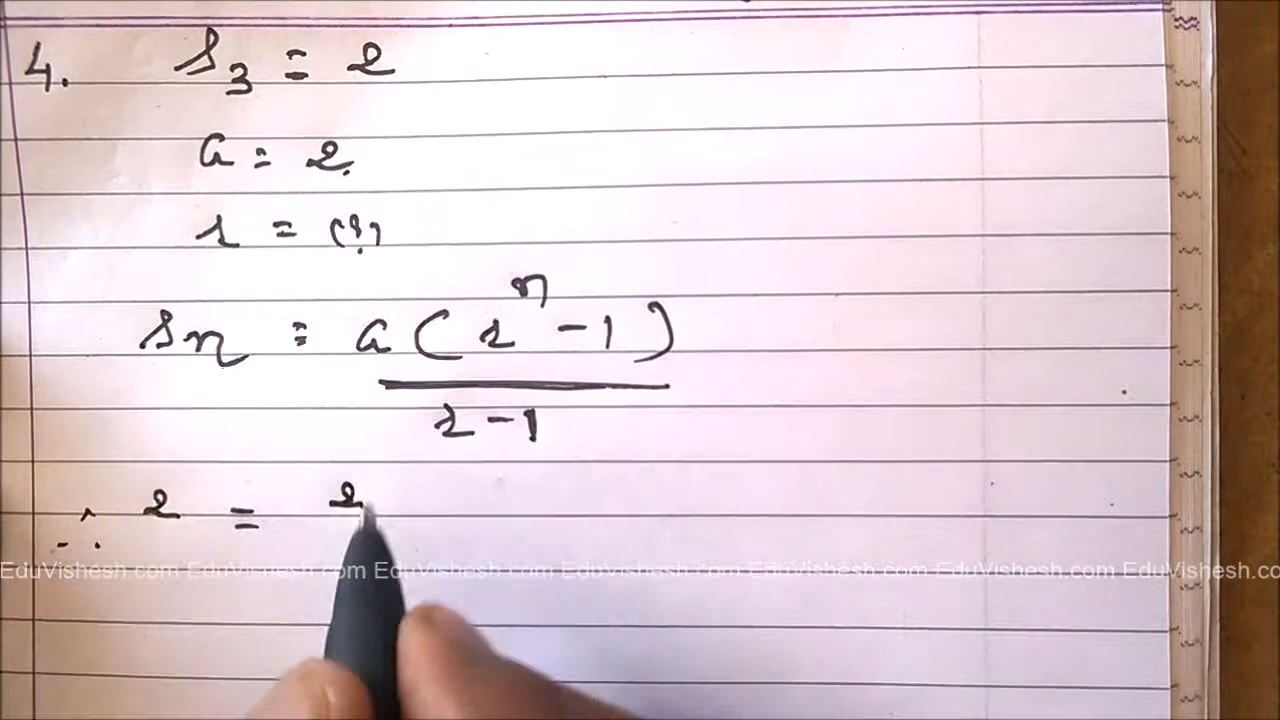 4. S3 = 2
a = 2.
r = (?)
Sn = a(r^n - 1)
r - 1
∴ 2 = 2
EduVishesh.com EduVishesh.com EduVishesh.com EduVishesh.com EduVishesh.com EduVishesh.com EduVishesh.co